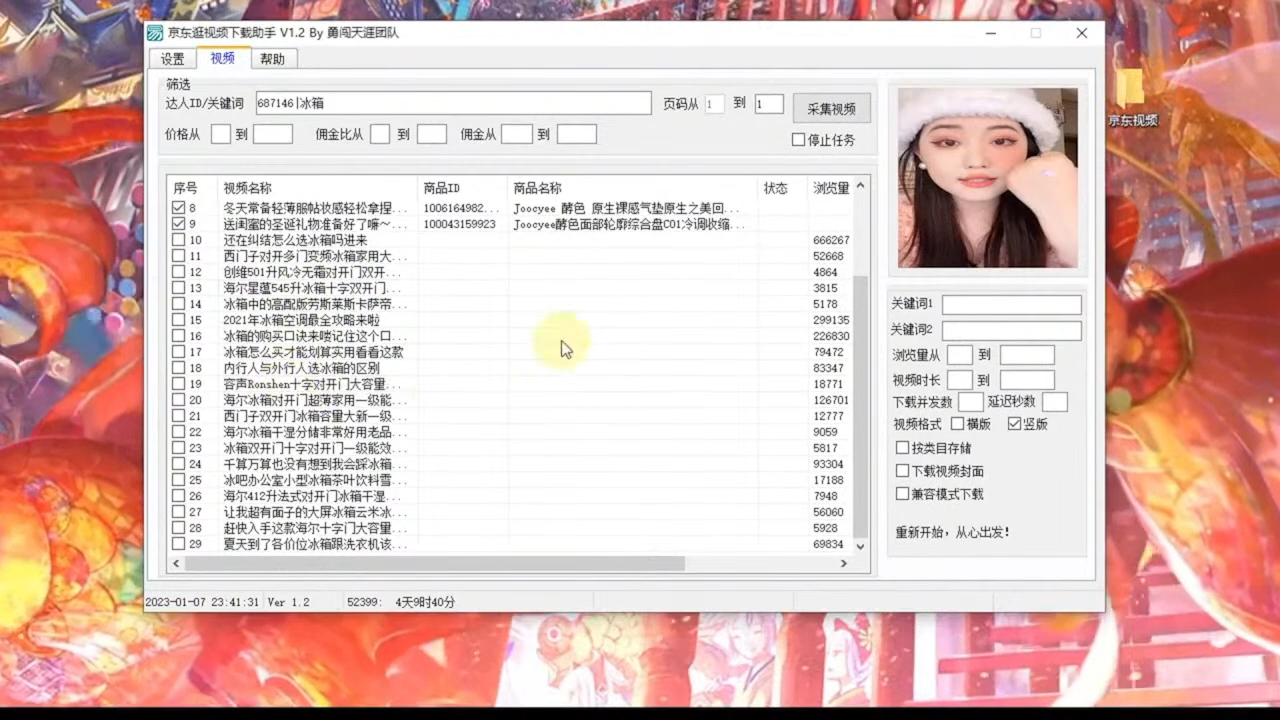 京东逛视频下载助手 V1.2 By 勇闯天涯团队
设置 视频 帮助
筛选
达人ID/关键词 687146|冰箱 页码从 1 到 1 采集视频
价格从 到 佣金比从 到 佣金从 到 停止任务
序号 视频名称 商品ID 商品名称 状态 浏览量
8 冬天常备轻薄服帖妆感轻松拿捏... 1006164982... Joocyee 酵色 原生裸感气垫原生之美回...
9 送闺蜜的圣诞礼物准备好了嘛~... 100043159923 Joocyee酵色面部轮廓综合盘C01冷调收缩...
10 还在纠结怎么选冰箱吗进来 666267
11 西门子对开多门变频冰箱家用大... 52668
12 创维501升风冷无霜对开门双开... 4864
13 海尔星蕴545升冰箱十字双开门... 3815
14 冰箱中的高配版劳斯莱斯卡萨帝... 5178
15 2021年冰箱空调最全攻略来啦 299135
16 冰箱的购买口诀来喽记住这个口... 226830
17 冰箱怎么买才能划算实用看看这款 79472
18 内行人与外行人选冰箱的区别 83347
19 容声Ronshen十字对开门大容量... 18771
20 海尔冰箱对开门超薄家用一级能... 126701
21 西门子双开门冰箱容量大新一级... 12777
22 海尔冰箱干湿分储非常好用老品... 9059
23 冰箱双开门十字对开门一级能效... 5817
24 千算万算也没有想到我会踩冰箱... 93304
25 冰吧办公室小型冰箱茶叶饮料雪... 17188
26 海尔412升法式对开门冰箱干湿... 7948
27 让我超有面子的大屏冰箱云米冰... 56060
28 赶快入手这款海尔十字门大容量... 5928
29 夏天到了各价位冰箱跟洗衣机该... 69834
关键词1
关键词2
浏览量从 到
视频时长 到
下载并发数 延迟秒数
视频格式 横版 竖版
按类目存储
下载视频封面
兼容模式下载
重新开始，从心出发！
2023-01-07 23:41:31 Ver 1.2 52399: 4天9时40分
京东视频